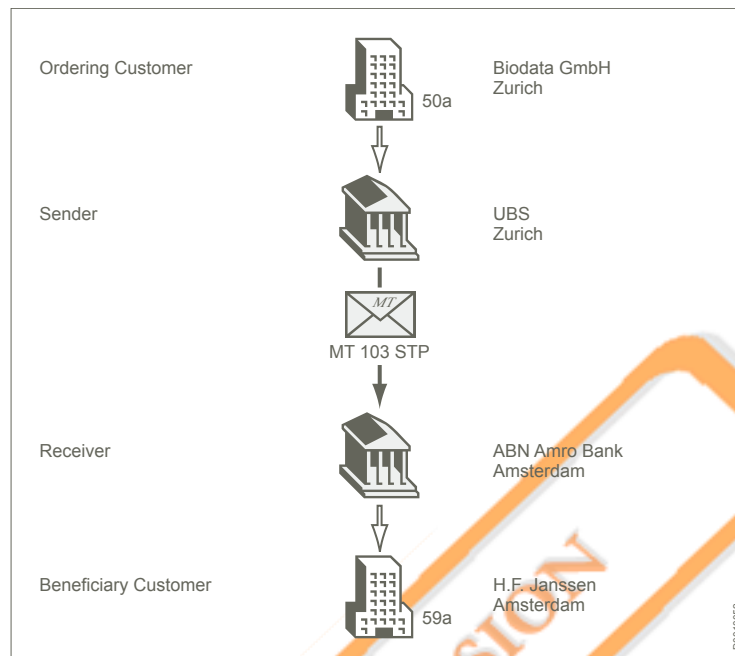 Ordering Customer
50a
Biodata GmbH
Zurich
Sender
UBS
Zurich
MT
MT 103 STP
Receiver
ABN Amro Bank
Amsterdam
Beneficiary Customer
59a
H.F. Janssen
Amsterdam
SION